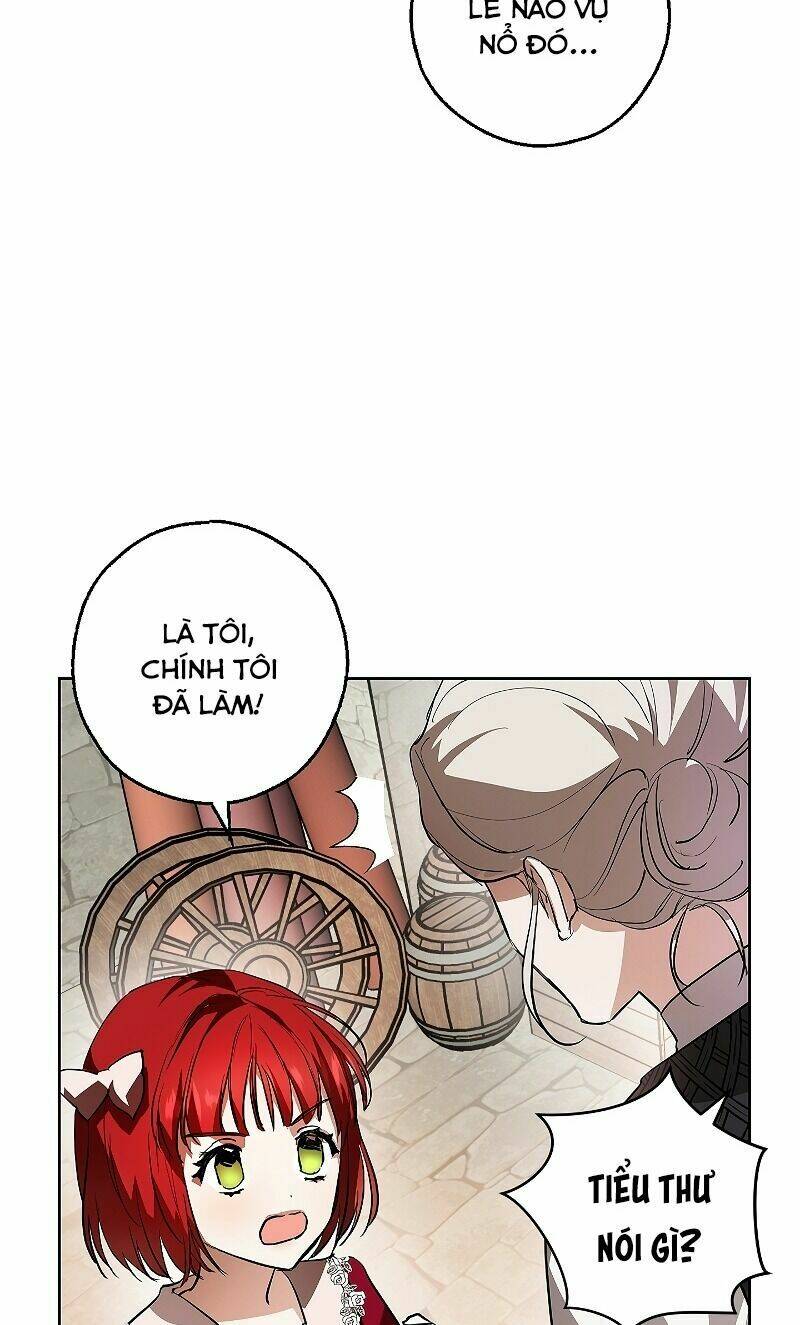 LẼ NÀO VỤ
NỔ ĐÓ...
LÀ TÔI,
CHÍNH TÔI
ĐÃ LÀM!
TIỂU THƯ
NÓI GÌ?